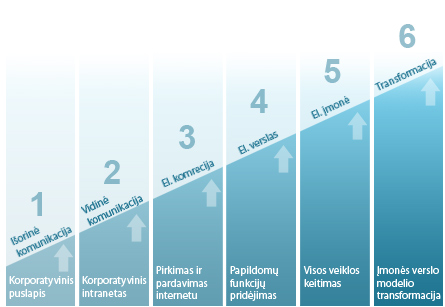 1
Išorinė
komunikacija
Korporatyvinis
puslapis
2
Vidinė
komunikacija
Korporatyvinis
intranetas
3
El. komrecija
Pirkimas ir
pardavimas
internetu
4
El. verslas
Papildomų
funkcijų
pridėjimas
5
El. įmonė
Visos veiklos
keitimas
6
Transformacija
Įmonės verslo
modelio
transformacija